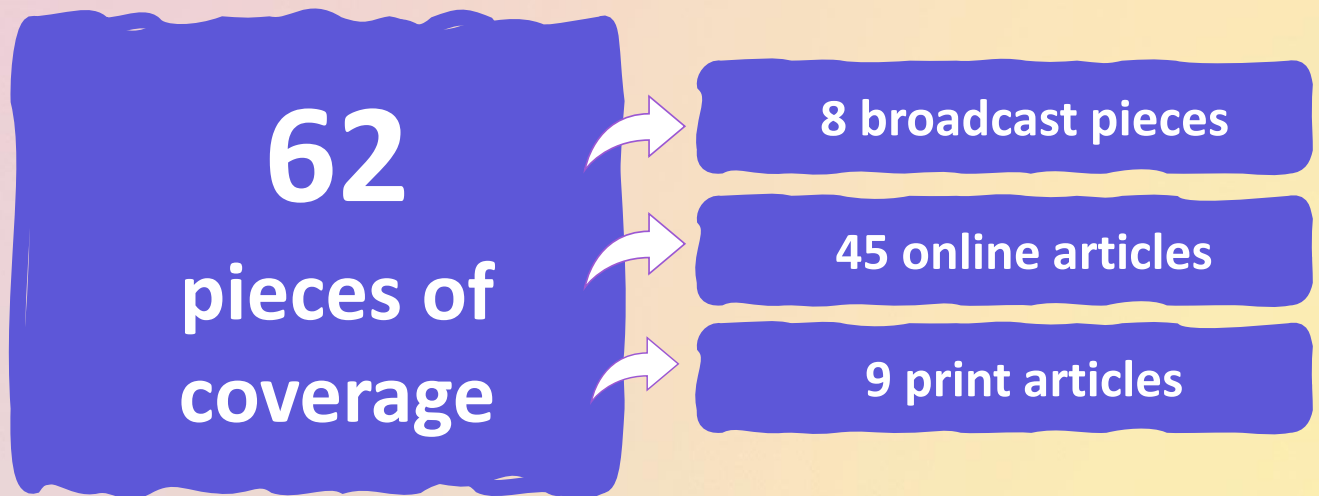 62
pieces of
coverage
8 broadcast pieces
45 online articles
9 print articles